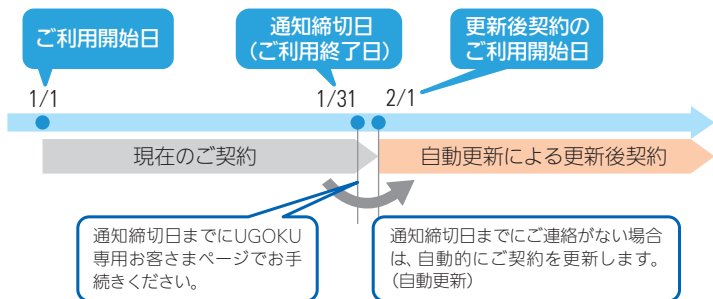 ご利用開始日
通知締切日
（ご利用終了日）
更新後契約の
ご利用開始日
1/1
1/31
2/1
現在のご契約
自動更新による更新後契約
通知締切日までにUGOKU
専用お客さまページでお手
続きください。
通知締切日までにご連絡がない場合
は、自動的にご契約を更新します。
（自動更新）